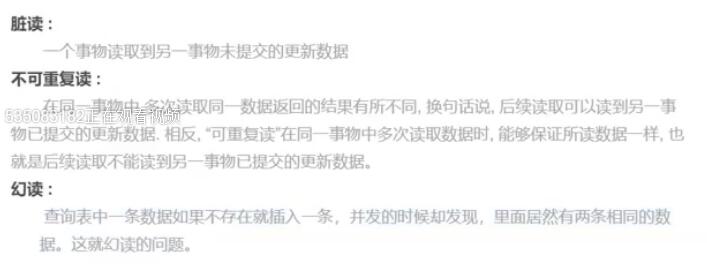 脏读：
一个事物读取到另一事物未提交的更新数据
不可重复读：
在同一事物中,多次读取同一数据返回的结果有所不同, 换句话说, 后续读取可以读到另一事
535083182正在观看视频
物已提交的更新数据. 相反, “可重复读”在同一事物中多次读取数据时, 能够保证所读数据一样, 也
就是后续读取不能读到另一事物已提交的更新数据。
幻读：
查询表中一条数据如果不存在就插入一条，并发的时候却发现，里面居然有两条相同的数
据。这就幻读的问题。